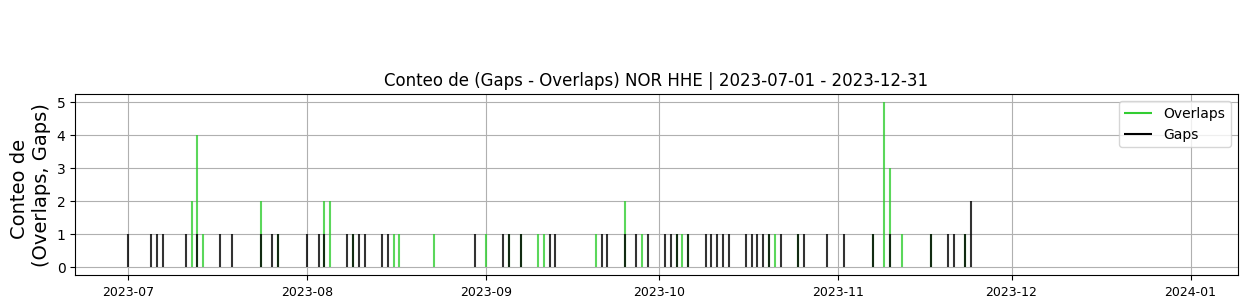 Conteo de (Gaps - Overlaps) NOR HHE | 2023-07-01 - 2023-12-31
Conteo de
(Overlaps, Gaps)
5
4
3
2
1
0
Overlaps
Gaps
2023-07 2023-08 2023-09 2023-10 2023-11 2023-12 2024-01